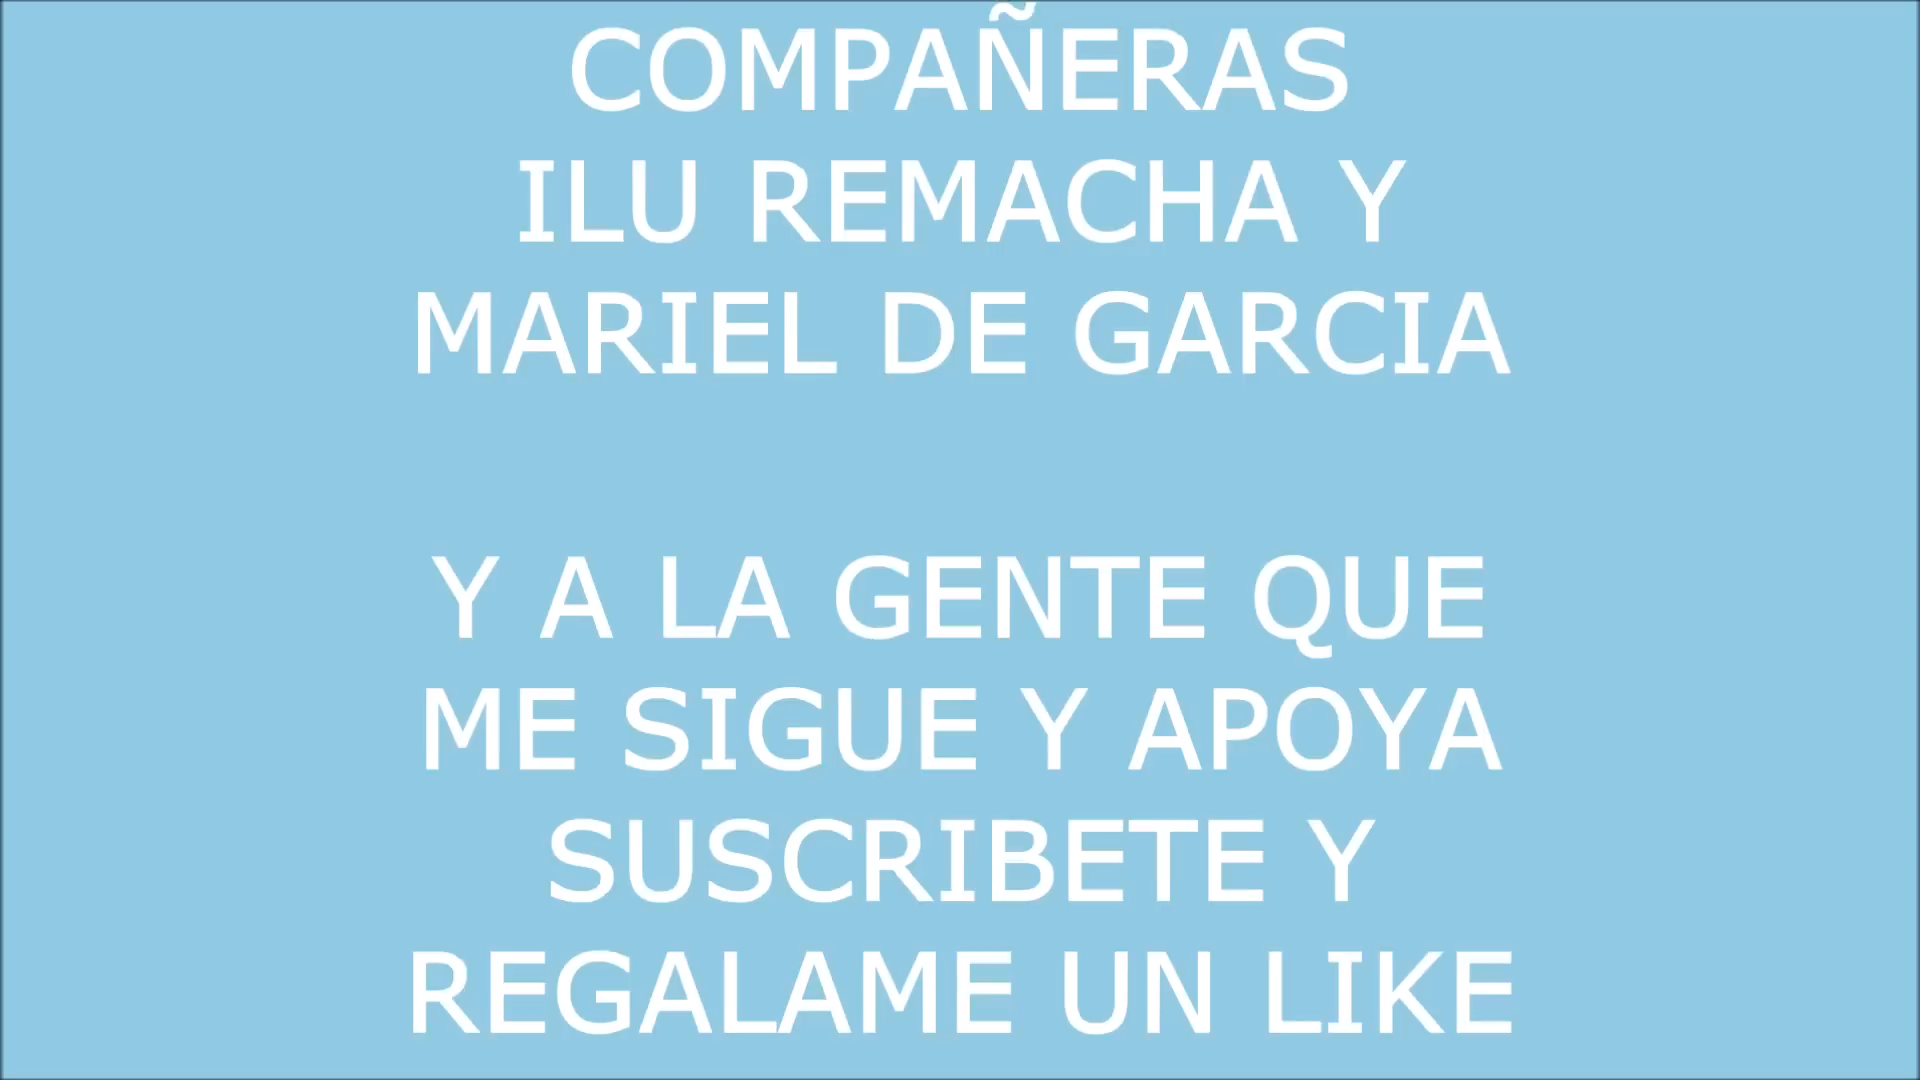 COMPAÑERAS
ILU REMACHA Y
MARIEL DE GARCIA
Y A LA GENTE QUE
ME SIGUE Y APOYA
SUSCRIBETE Y
REGALAME UN LIKE